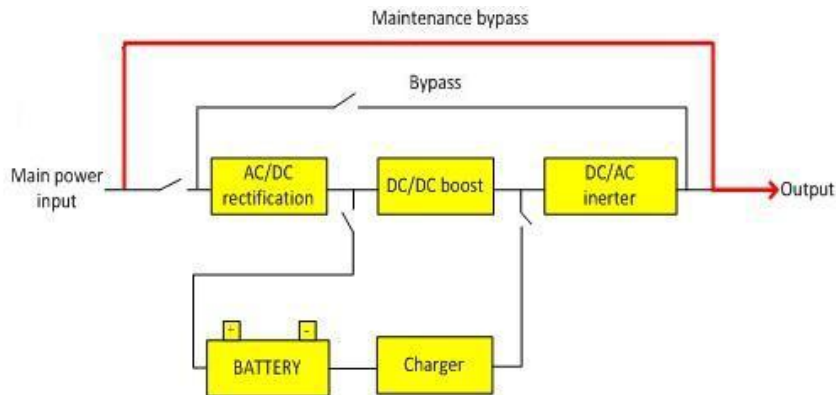 Maintenance bypass
Bypass
Main power
input
AC/DC
rectification
DC/DC boost
DC/AC
inerter
Output
+
-
BATTERY
Charger